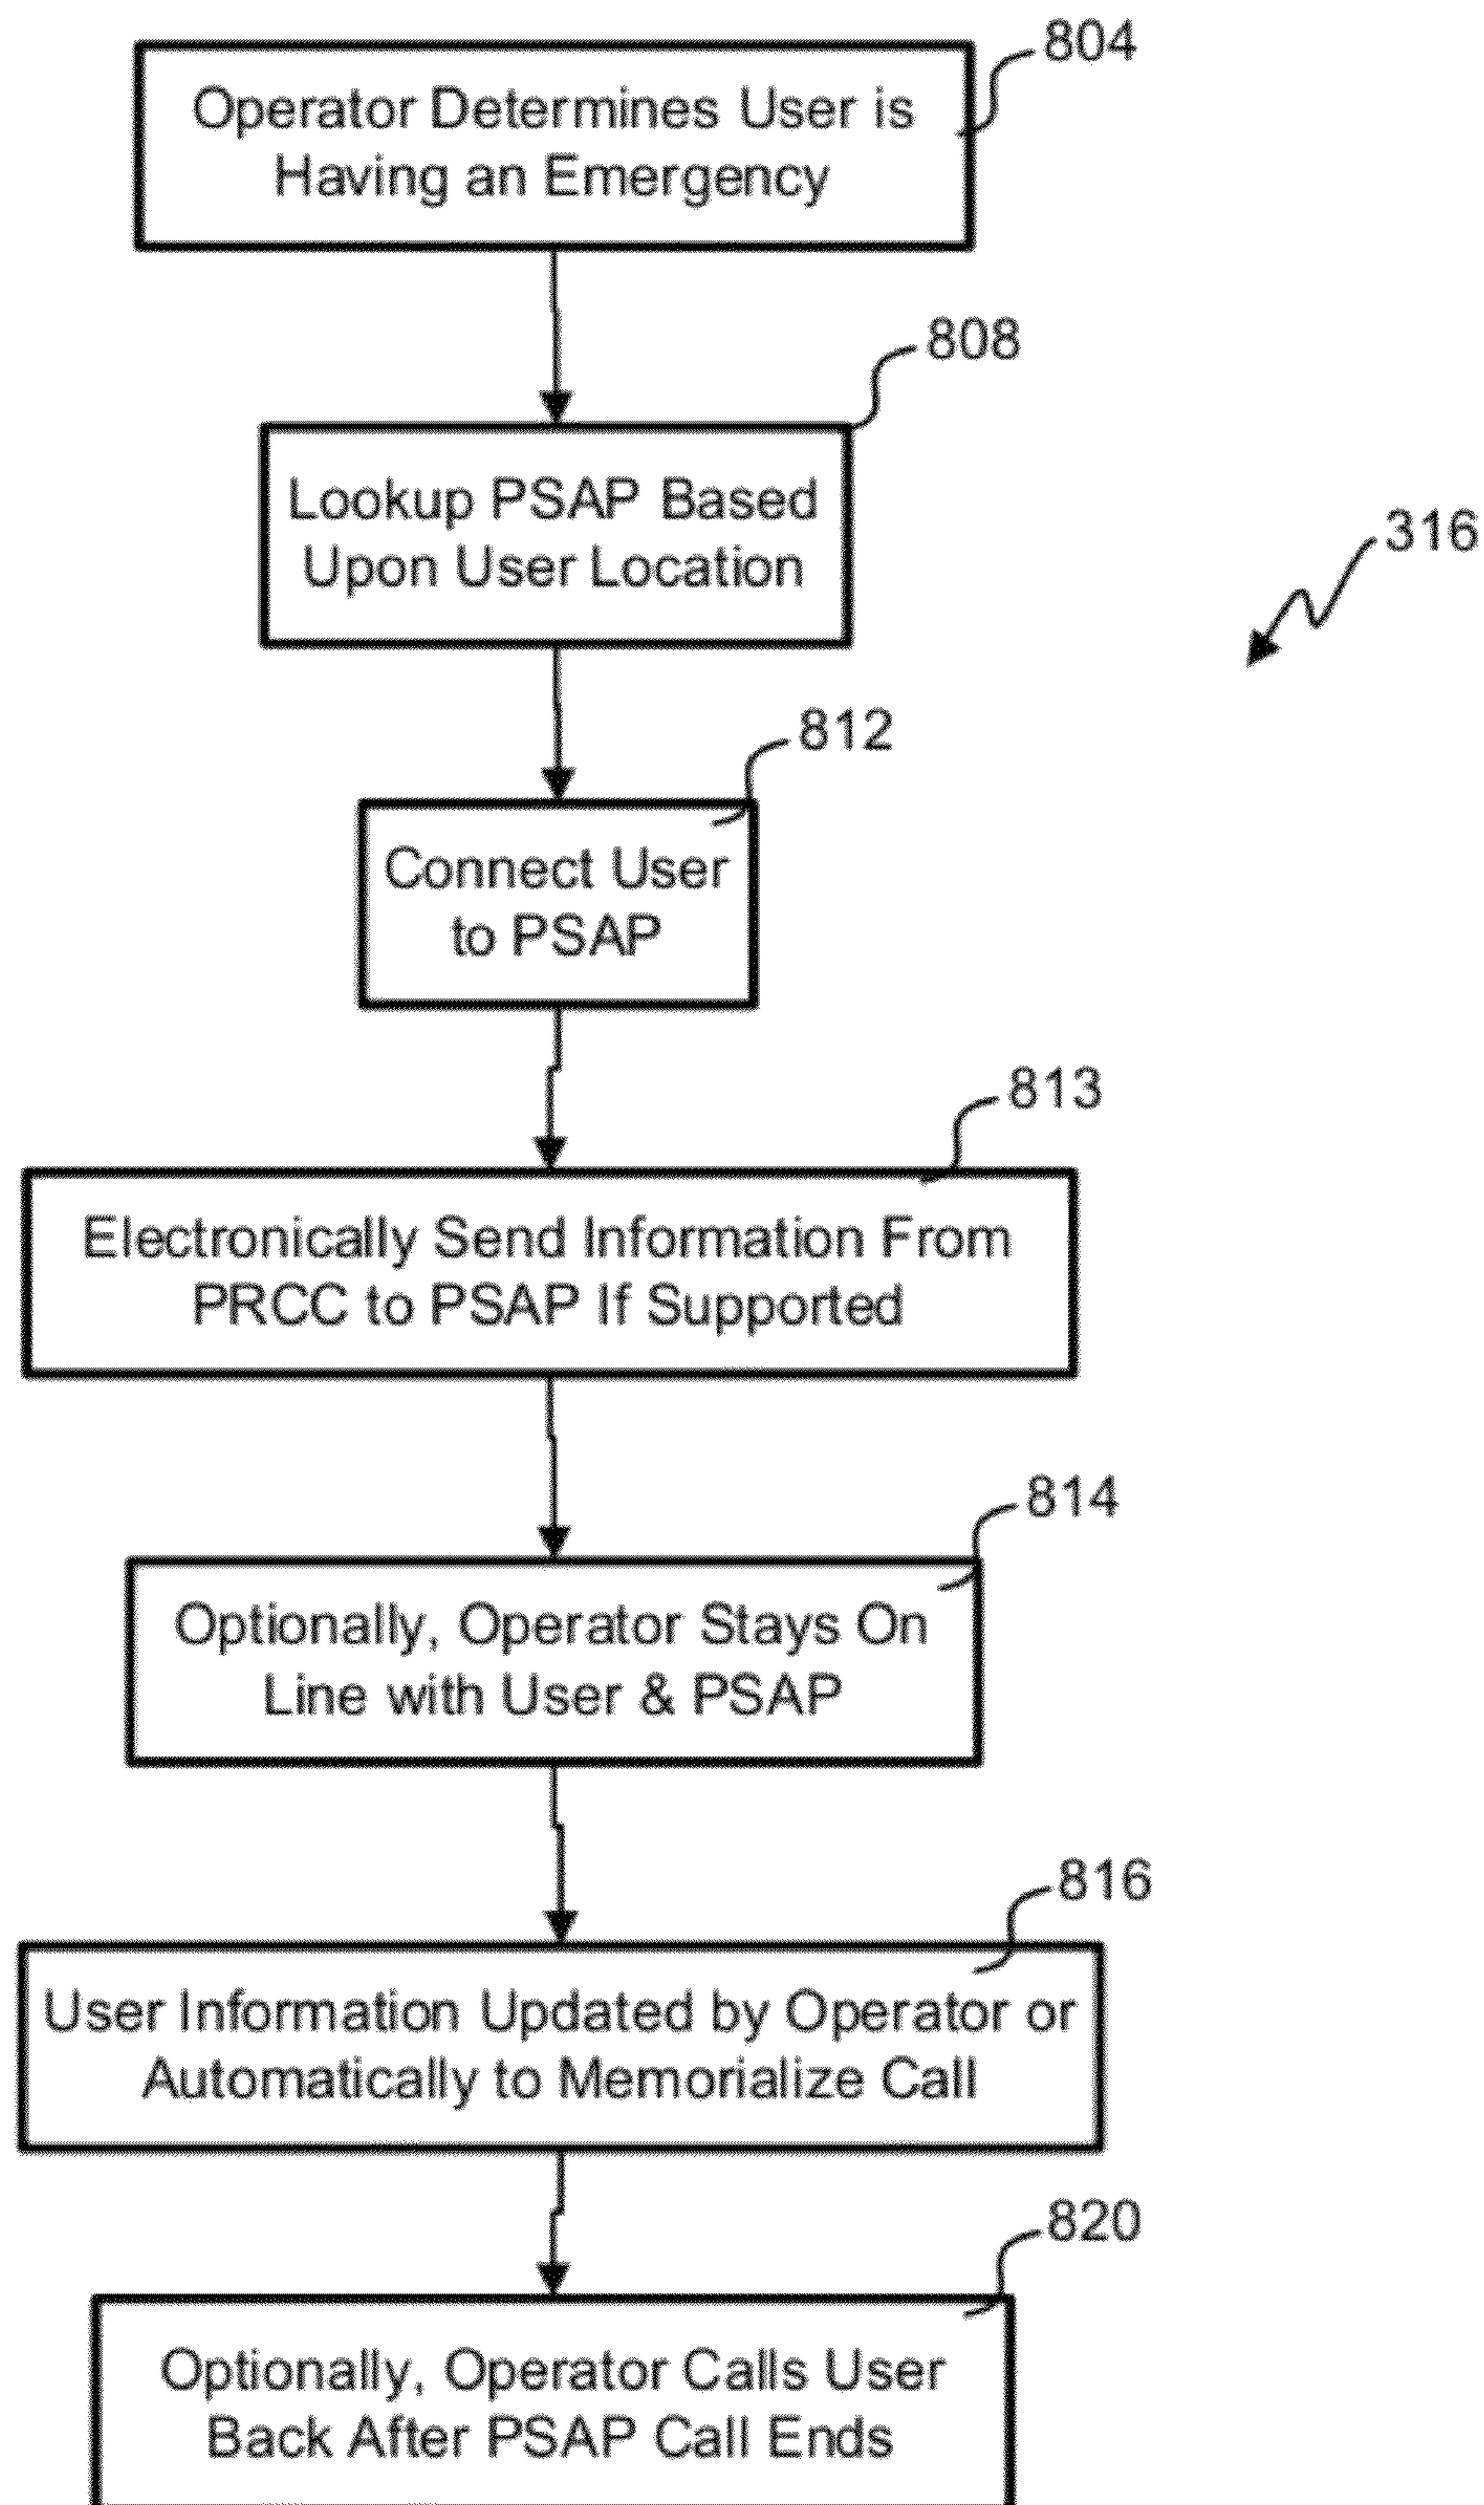 804
Operator Determines User is
Having an Emergency
808
Lookup PSAP Based
Upon User Location
316
812
Connect User
to PSAP
813
Electronically Send Information From
PRCC to PSAP If Supported
814
Optionally, Operator Stays On
Line with User & PSAP
816
User Information Updated by Operator or
Automatically to Memorialize Call
820
Optionally, Operator Calls User
Back After PSAP Call Ends